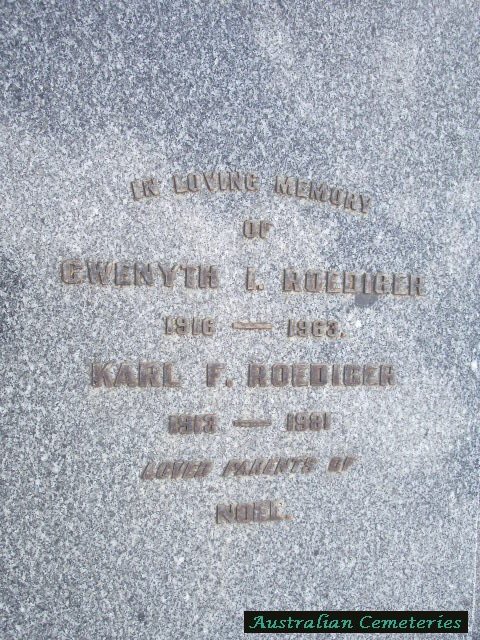 IN LOVING MEMORY
OF
GWENYTH I. ROEDIGER
1916 — 1963.
KARL F. ROEDIGER
1913 — 1981
LOVED PARENTS OF
NOEL.
Australian Cemeteries